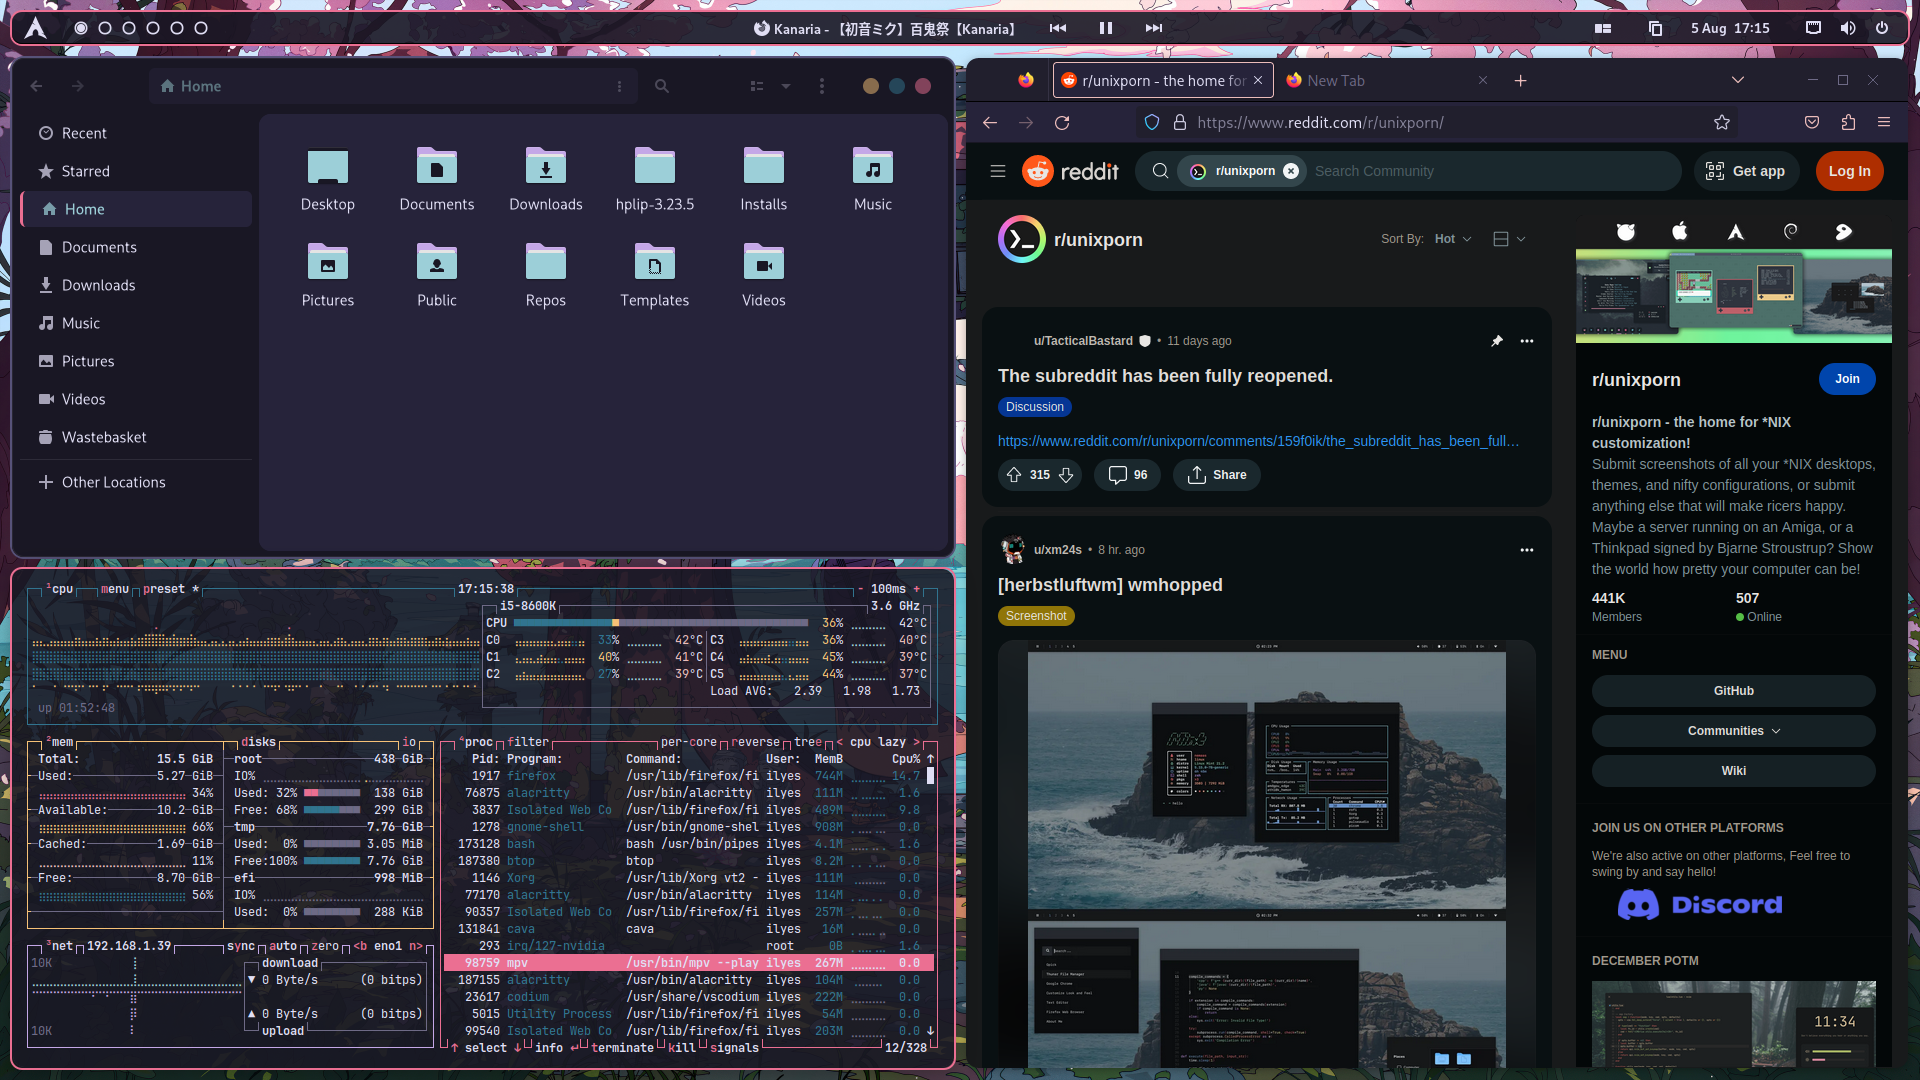 Kanaria - 【初音ミク】百鬼祭【Kanaria】
5 Aug 17:15
Home
Recent
Starred
Home
Documents
Downloads
Music
Pictures
Videos
Wastebasket
Other Locations
Desktop
Documents
Downloads
hplip-3.23.5
Installs
Music
Pictures
Public
Repos
Templates
Videos
¹cpu menu preset * 17:15:38 - 100ms +
i5-8600K 3.6 GHz
CPU 36% 42°C
C0 33% 42°C C3 36% 40°C
C1 40% 41°C C4 45% 39°C
C2 27% 39°C C5 44% 37°C
Load AVG: 2.39 1.98 1.73
up 01:52:48
²mem
Total: 15.5 GiB
Used: 5.27 GiB
34%
Available: 10.2 GiB
66%
Cached: 1.69 GiB
11%
Free: 8.70 GiB
56%
disks io
root 438 GiB
IO%
Used: 32% 138 GiB
Free: 68% 299 GiB
tmp 7.76 GiB
Used: 0% 3.05 MiB
Free:100% 7.76 GiB
efi 998 MiB
IO%
Used: 0% 288 KiB
³net 192.168.1.39 sync auto zero <b eno1 n>
10K
download
▼ 0 Byte/s (0 bitps)
▲ 0 Byte/s (0 bitps)
10K
upload
⁴proc filter per-core reverse tree < cpu lazy >
Pid: Program: Command: User: MemB Cpu% ↑
1917 firefox /usr/lib/firefox/fi ilyes 744M 14.7
76875 alacritty /usr/bin/alacritty ilyes 111M 1.6
3837 Isolated Web Co /usr/lib/firefox/fi ilyes 489M 9.8
1278 gnome-shell /usr/bin/gnome-shel ilyes 908M 0.0
173128 bash bash /usr/bin/pipes ilyes 4.1M 1.6
187380 btop btop ilyes 8.2M 0.0
1146 Xorg /usr/lib/Xorg vt2 - ilyes 111M 0.0
77170 alacritty /usr/bin/alacritty ilyes 114M 0.0
90357 Isolated Web Co /usr/lib/firefox/fi ilyes 257M 0.0
131841 cava cava ilyes 16M 0.0
293 irq/127-nvidia root 0B 1.6
98759 mpv /usr/bin/mpv --play ilyes 267M 0.0
187155 alacritty /usr/bin/alacritty ilyes 104M 0.0
23617 codium /usr/share/vscodium ilyes 222M 0.0
5015 Utility Process /usr/lib/firefox/fi ilyes 54M 0.0
99540 Isolated Web Co /usr/lib/firefox/fi ilyes 203M 0.0 ↓
↑ select ↓ info ↵ terminate kill signals 12/328
r/unixporn - the home for
New Tab
https://www.reddit.com/r/unixporn/
reddit
r/unixporn
Search Community
Get app
Log In
r/unixporn
Sort By: Hot
u/TacticalBastard • 11 days ago
The subreddit has been fully reopened.
Discussion
https://www.reddit.com/r/unixporn/comments/159f0ik/the_subreddit_has_been_full…
315
96
Share
u/xm24s • 8 hr. ago
[herbstluftwm] wmhopped
Screenshot
r/unixporn
Join
r/unixporn - the home for *NIX
customization!
Submit screenshots of all your *NIX desktops,
themes, and nifty configurations, or submit
anything else that will make ricers happy.
Maybe a server running on an Amiga, or a
Thinkpad signed by Bjarne Stroustrup? Show
the world how pretty your computer can be!
441K 507
Members Online
MENU
GitHub
Communities
Wiki
JOIN US ON OTHER PLATFORMS
We're also active on other platforms, Feel free to
swing by and say hello!
Discord
DECEMBER POTM
11:34